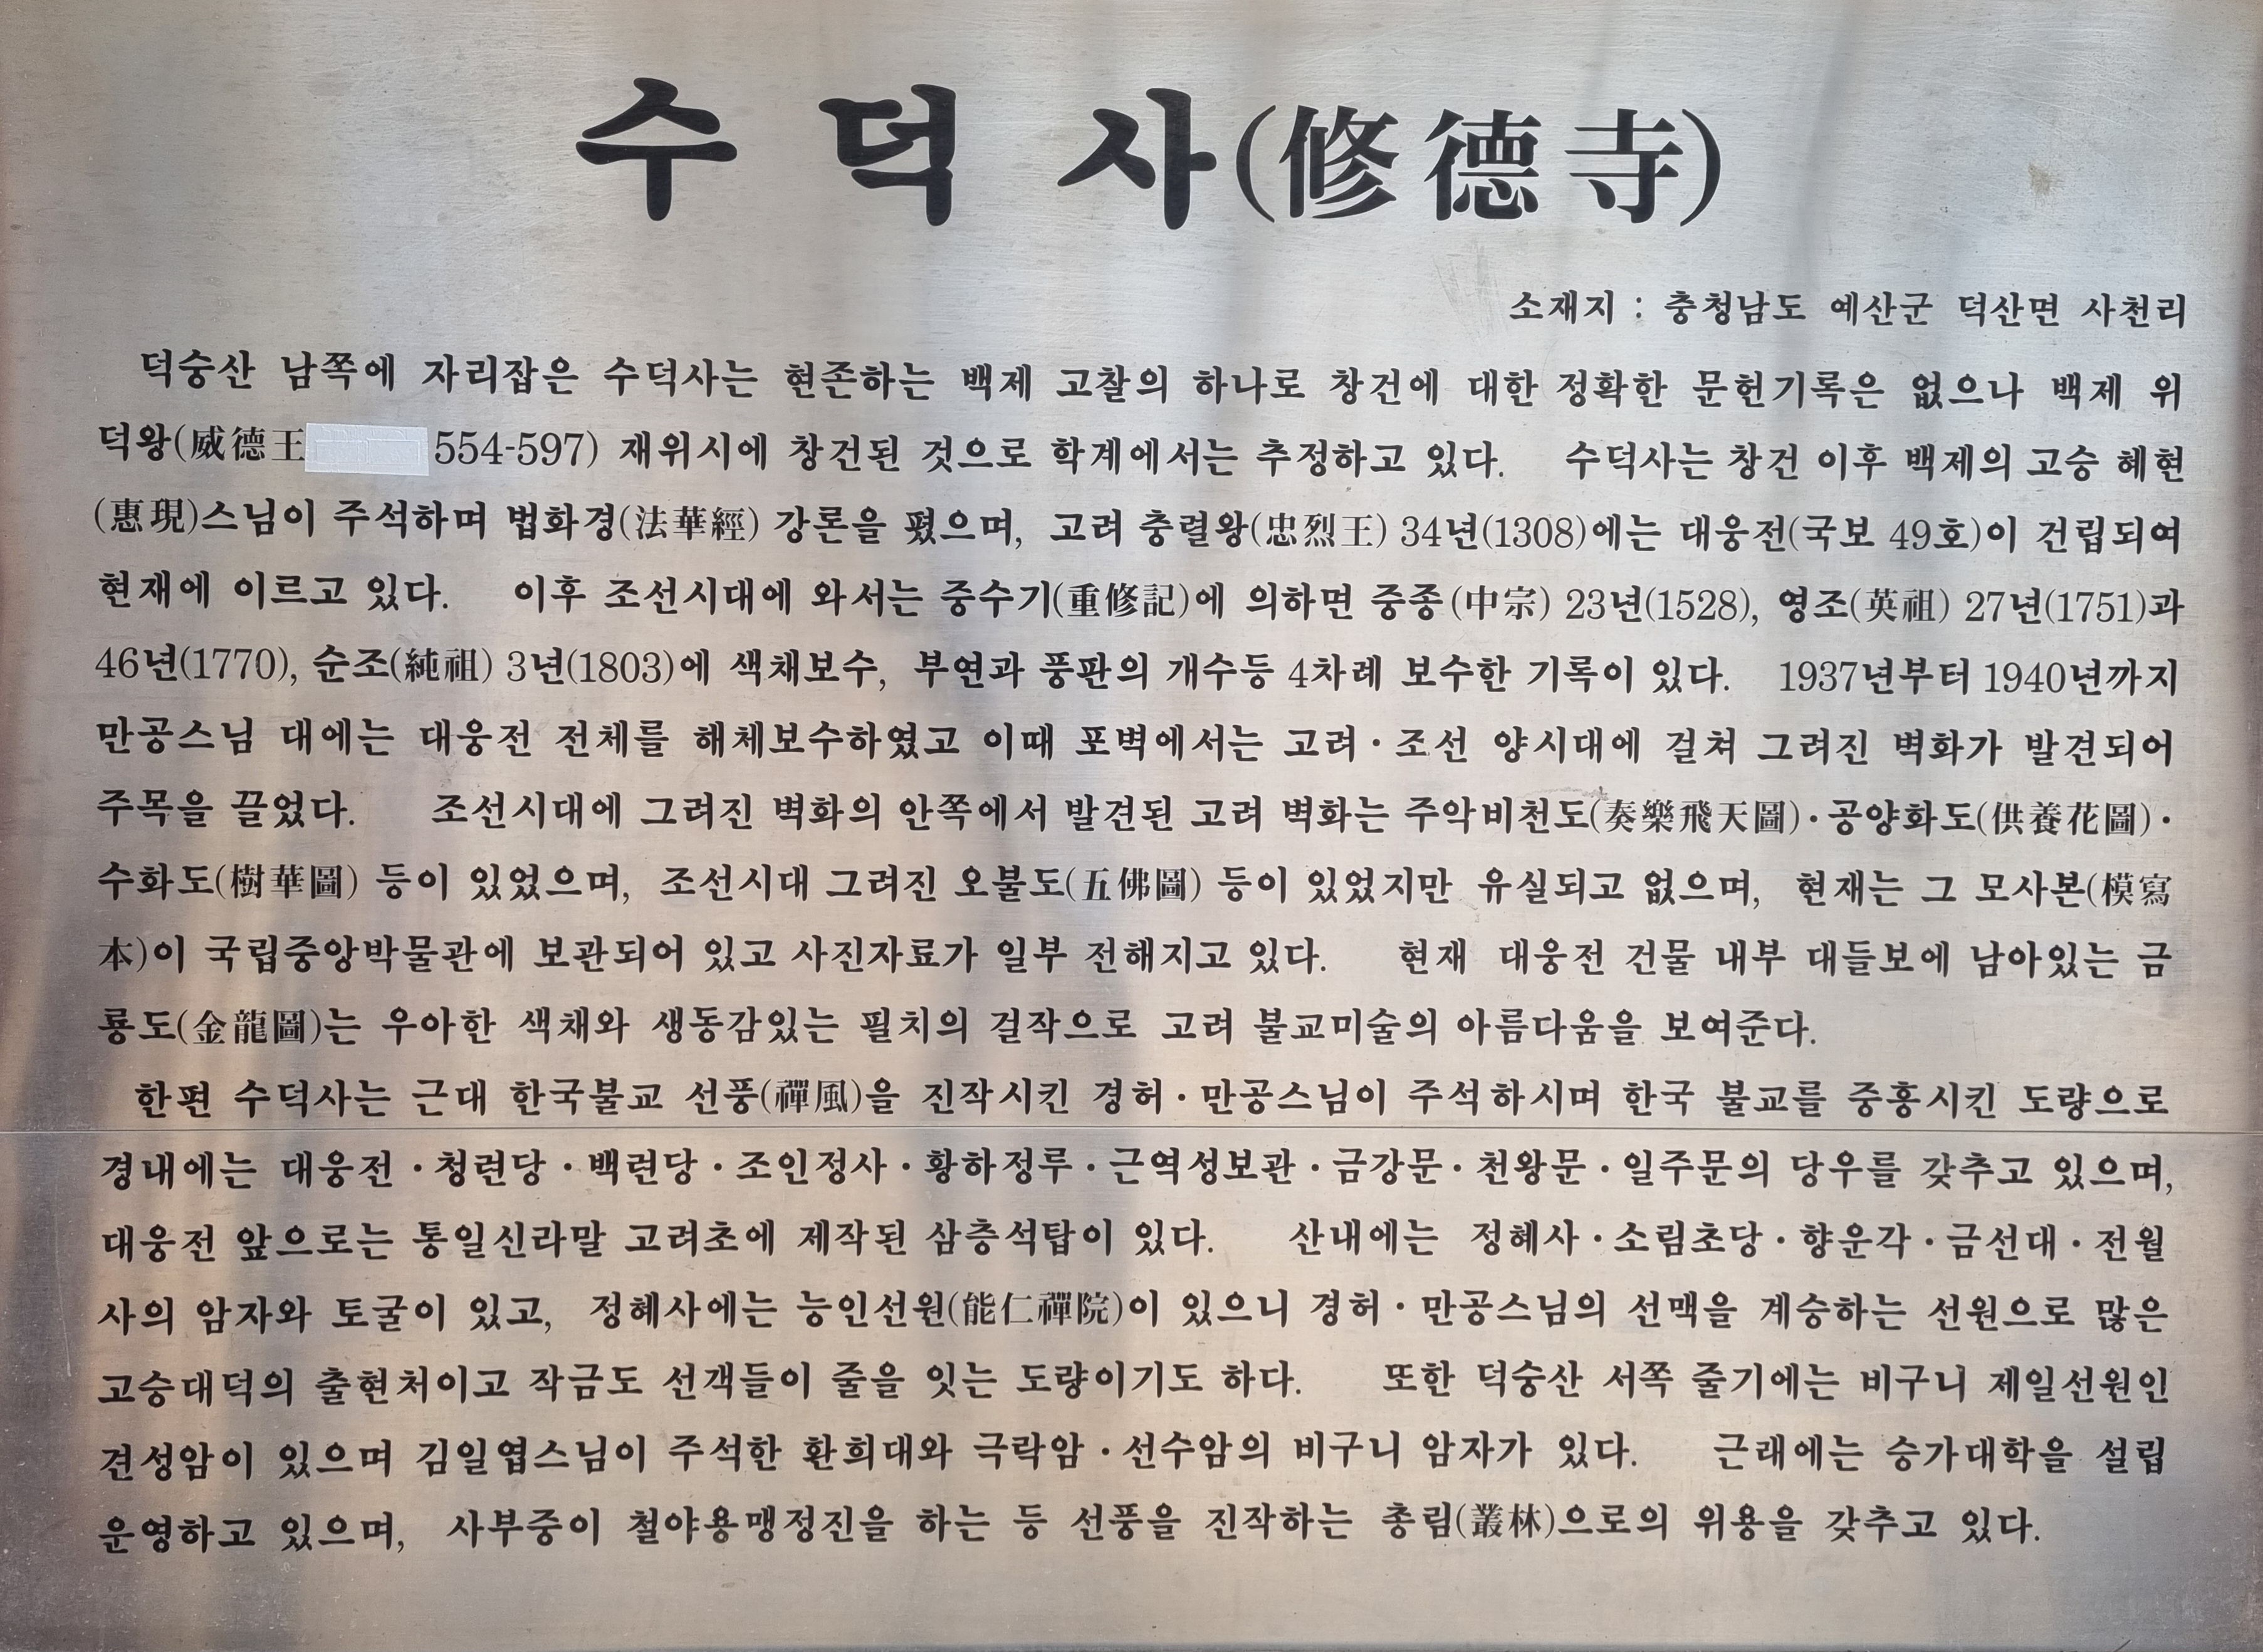 수덕사(修德寺)
소재지 : 충청남도 예산군 덕산면 사천리
덕숭산 남쪽에 자리잡은 수덕사는 현존하는 백제 고찰의 하나로 창건에 대한 정확한 문헌기록은 없으나 백제 위
덕왕(威德王 554-597) 재위시에 창건된 것으로 학계에서는 추정하고 있다. 수덕사는 창건 이후 백제의 고승 혜현
(惠現)스님이 주석하며 법화경(法華經) 강론을 폈으며, 고려 충렬왕(忠烈王) 34년(1308)에는 대웅전(국보 49호)이 건립되여
현재에 이르고 있다. 이후 조선시대에 와서는 중수기(重修記)에 의하면 중종(中宗) 23년(1528), 영조(英祖) 27년(1751)과
46년(1770), 순조(純祖) 3년(1803)에 색채보수, 부연과 풍판의 개수등 4차례 보수한 기록이 있다. 1937년부터 1940년까지
만공스님 대에는 대웅전 전체를 해체보수하였고 이때 포벽에서는 고려·조선 양시대에 걸쳐 그려진 벽화가 발견되어
주목을 끌었다. 조선시대에 그려진 벽화의 안쪽에서 발견된 고려 벽화는 주악비천도(奏樂飛天圖)·공양화도(供養花圖)·
수화도(樹華圖) 등이 있었으며, 조선시대 그려진 오불도(五佛圖) 등이 있었지만 유실되고 없으며, 현재는 그 모사본(模寫
本)이 국립중앙박물관에 보관되어 있고 사진자료가 일부 전해지고 있다. 현재 대웅전 건물 내부 대들보에 남아있는 금
룡도(金龍圖)는 우아한 색채와 생동감있는 필치의 걸작으로 고려 불교미술의 아름다움을 보여준다.
한편 수덕사는 근대 한국불교 선풍(禪風)을 진작시킨 경허·만공스님이 주석하시며 한국 불교를 중흥시킨 도량으로
경내에는 대웅전·청련당·백련당·조인정사·황하정루·근역성보관·금강문·천왕문·일주문의 당우를 갖추고 있으며,
대웅전 앞으로는 통일신라말 고려초에 제작된 삼층석탑이 있다. 산내에는 정혜사·소림초당·향운각·금선대·전월
사의 암자와 토굴이 있고, 정혜사에는 능인선원(能仁禪院)이 있으니 경허·만공스님의 선맥을 계승하는 선원으로 많은
고승대덕의 출현처이고 작금도 선객들이 줄을 잇는 도량이기도 하다. 또한 덕숭산 서쪽 줄기에는 비구니 제일선원인
견성암이 있으며 김일엽스님이 주석한 환희대와 극락암·선수암의 비구니 암자가 있다. 근래에는 승가대학을 설립
운영하고 있으며, 사부중이 철야용맹정진을 하는 등 선풍을 진작하는 총림(叢林)으로의 위용을 갖추고 있다.